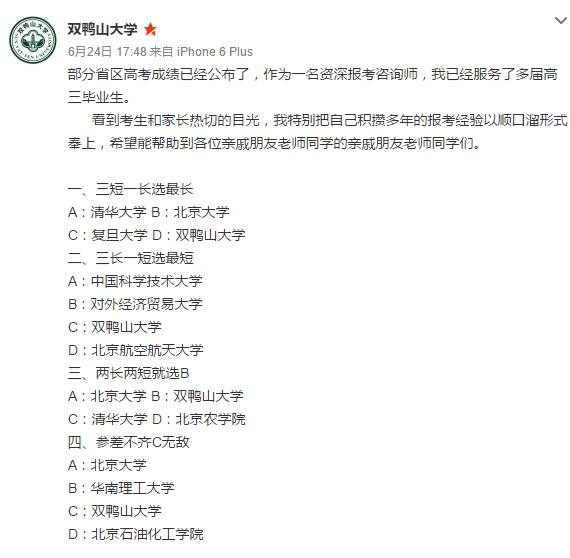 双鸭山大学
6月24日 17:48 来自 iPhone 6 Plus
部分省区高考成绩已经公布了，作为一名资深报考咨询师，我已经服务了多届高
三毕业生。
看到考生和家长热切的目光，我特别把自己积攒多年的报考经验以顺口溜形式
奉上，希望能帮助到各位亲戚朋友老师同学的亲戚朋友老师同学们。
一、三短一长选最长
A：清华大学 B：北京大学
C：复旦大学 D：双鸭山大学
二、三长一短选最短
A：中国科学技术大学
B：对外经济贸易大学
C：双鸭山大学
D：北京航空航天大学
三、两长两短就选B
A：北京大学 B：双鸭山大学
C：清华大学 D：北京农学院
四、参差不齐C无敌
A：北京大学
B：华南理工大学
C：双鸭山大学
D：北京石油化工学院